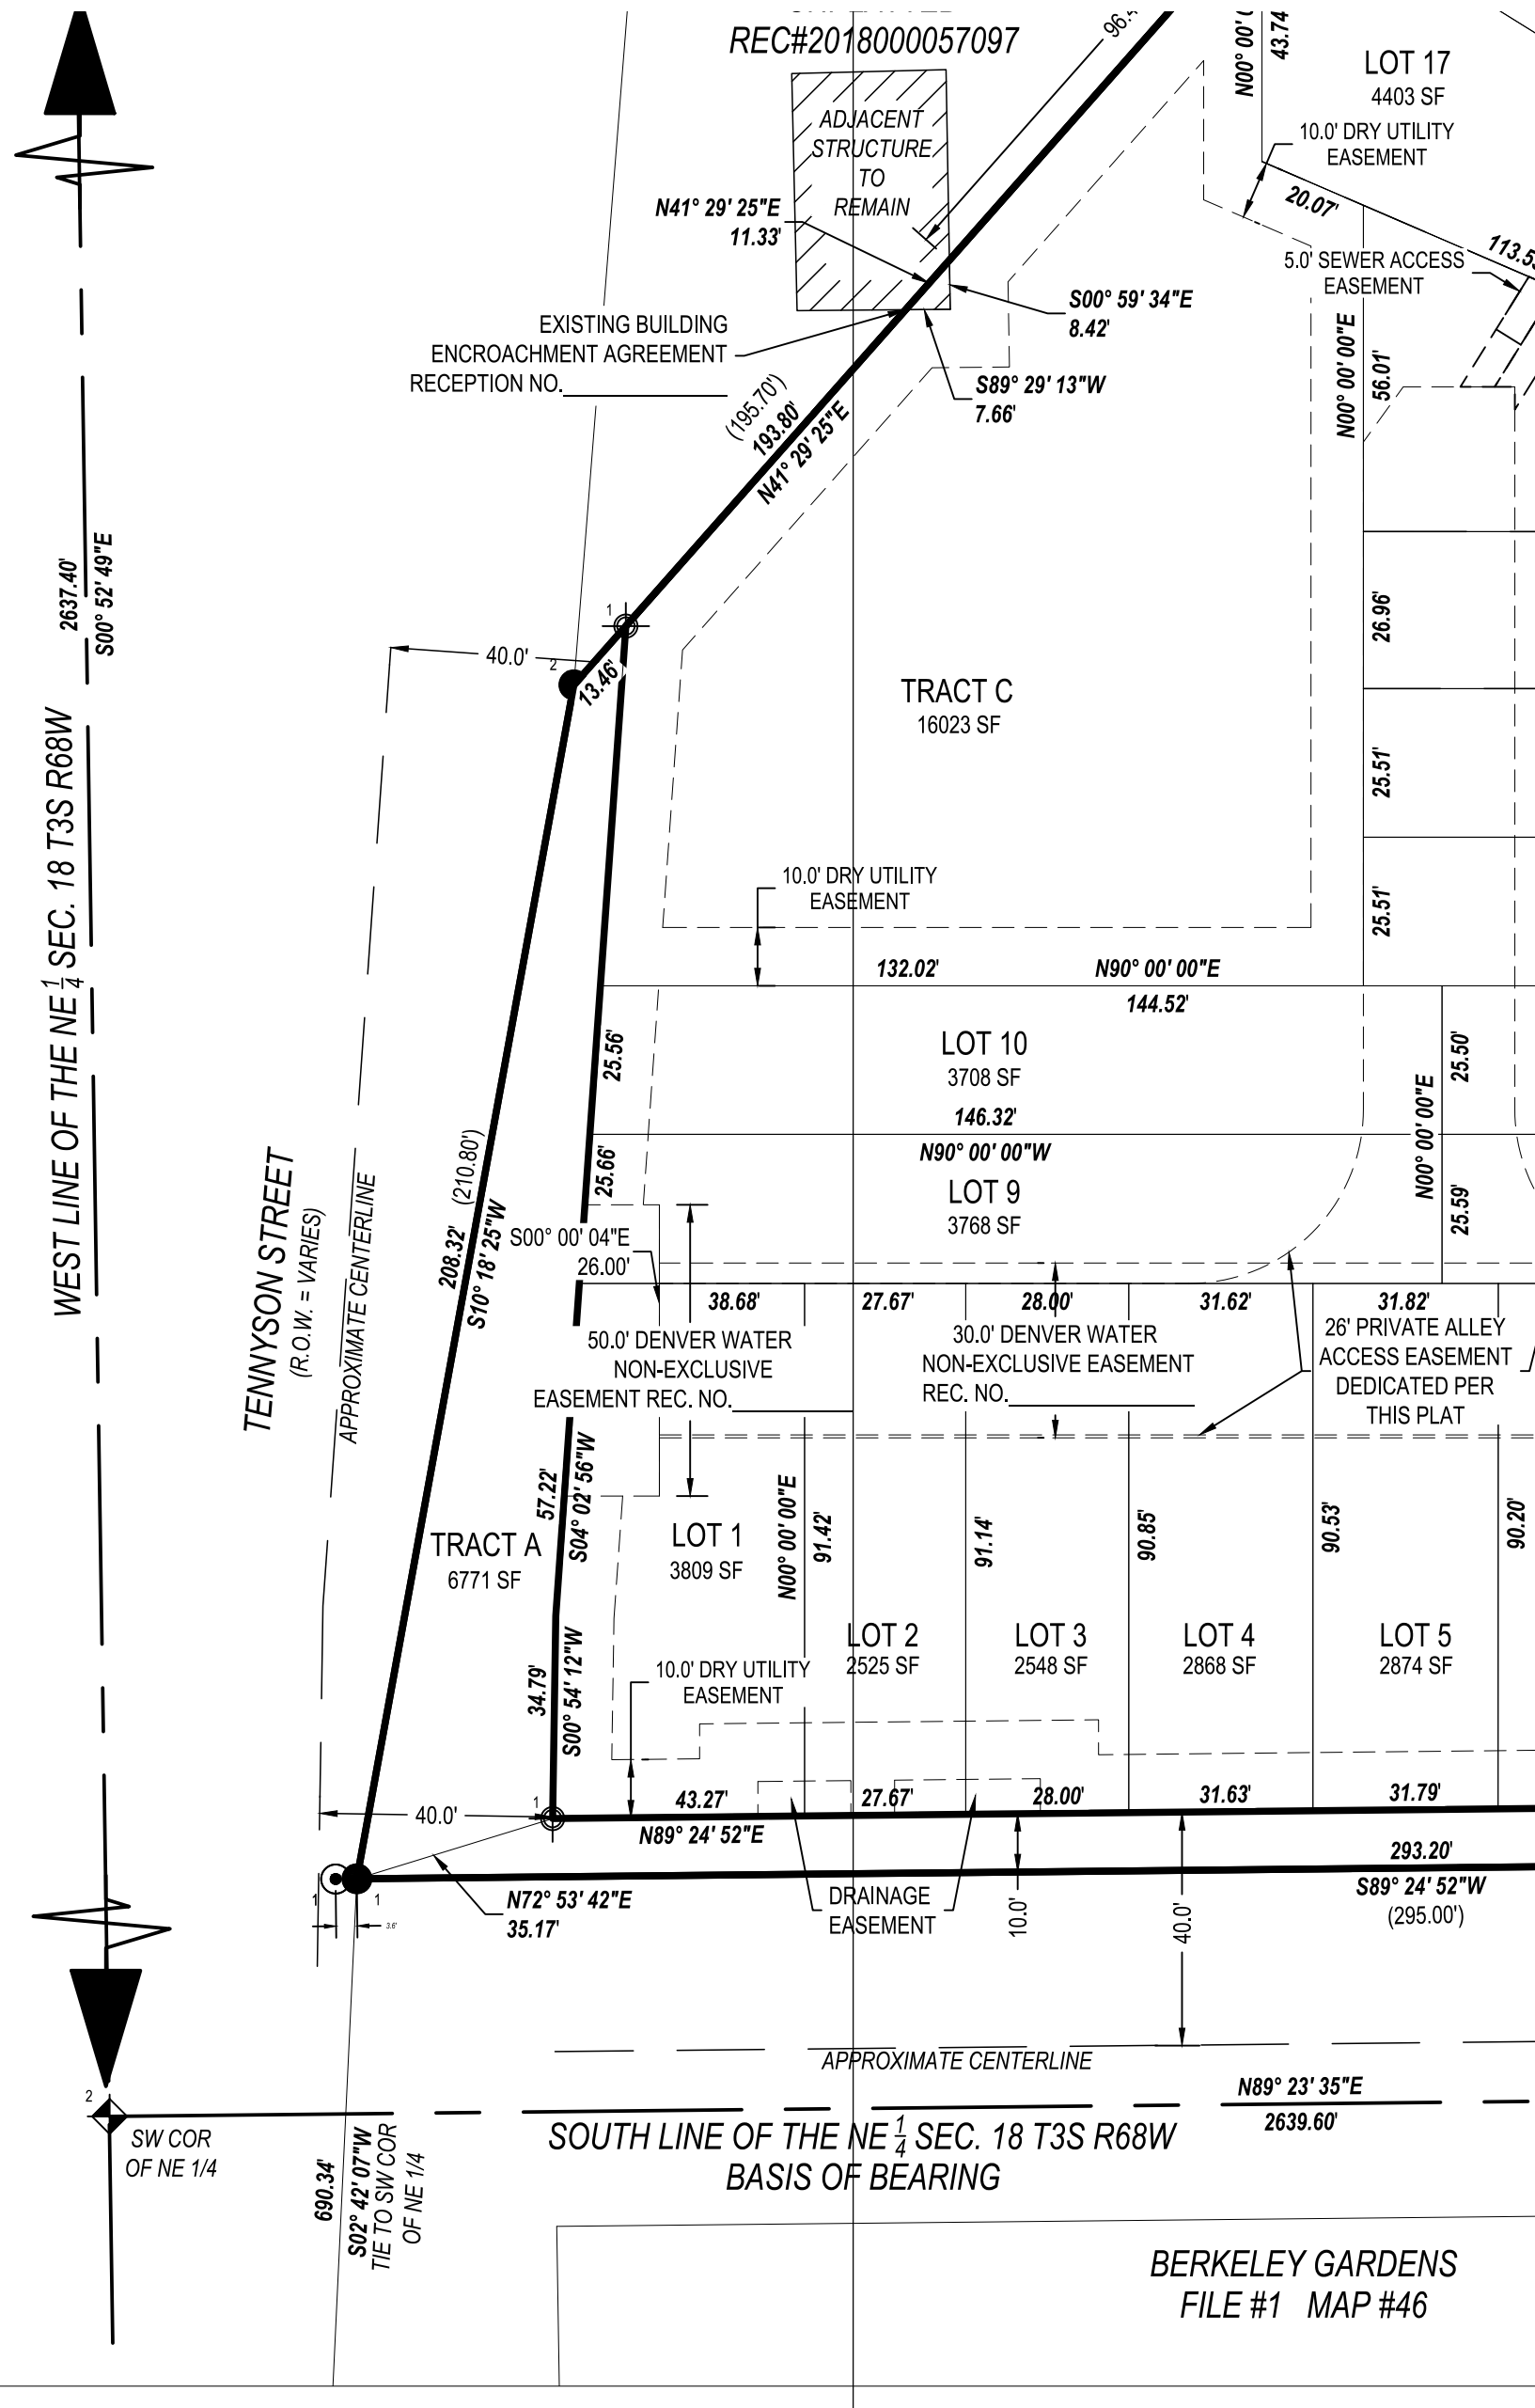 REC#2018000057097
96.4
N00° 00'
43.74
LOT 17
4403 SF
ADJACENT
STRUCTURE
TO
REMAIN
10.0' DRY UTILITY
EASEMENT
20.07'
113.5
N41° 29' 25"E
11.33'
5.0' SEWER ACCESS
EASEMENT
S00° 59' 34"E
8.42'
EXISTING BUILDING
ENCROACHMENT AGREEMENT
RECEPTION NO.
S89° 29' 13"W
7.66'
N00° 00' 00"E
56.01'
(195.70')
193.80'
N41° 29' 25"E
2637.40'
S00° 52' 49"E
1
40.0'
2
13.46'
26.96'
TRACT C
16023 SF
25.51'
WEST LINE OF THE NE 1/4 SEC. 18 T3S R68W
10.0' DRY UTILITY
EASEMENT
25.51'
132.02'
N90° 00' 00"E
144.52'
25.56'
LOT 10
3708 SF
25.50'
146.32'
N90° 00' 00"W
N00° 00' 00"E
25.66'
LOT 9
3768 SF
25.59'
(210.80')
208.32'
S10° 18' 25"W
TENNYSON STREET
(R.O.W. = VARIES)
APPROXIMATE CENTERLINE
S00° 00' 04"E
26.00'
38.68'
27.67'
28.00'
31.62'
31.82'
50.0' DENVER WATER
NON-EXCLUSIVE
EASEMENT REC. NO.
30.0' DENVER WATER
NON-EXCLUSIVE EASEMENT
REC. NO.
26' PRIVATE ALLEY
ACCESS EASEMENT
DEDICATED PER
THIS PLAT
57.22'
S04° 02' 56"W
N00° 00' 00"E
91.42'
91.14'
90.85'
90.53'
90.20'
TRACT A
6771 SF
LOT 1
3809 SF
LOT 2
2525 SF
LOT 3
2548 SF
LOT 4
2868 SF
LOT 5
2874 SF
34.79'
S00° 54' 12"W
10.0' DRY UTILITY
EASEMENT
40.0'
1
43.27'
27.67'
28.00'
31.63'
31.79'
N89° 24' 52"E
293.20'
S89° 24' 52"W
(295.00')
1
1
3.6'
N72° 53' 42"E
35.17'
DRAINAGE
EASEMENT
10.0'
40.0'
APPROXIMATE CENTERLINE
N89° 23' 35"E
2639.60'
2
SW COR
OF NE 1/4
SOUTH LINE OF THE NE 1/4 SEC. 18 T3S R68W
BASIS OF BEARING
690.34'
S02° 42' 07"W
TIE TO SW COR
OF NE 1/4
BERKELEY GARDENS
FILE #1 MAP #46